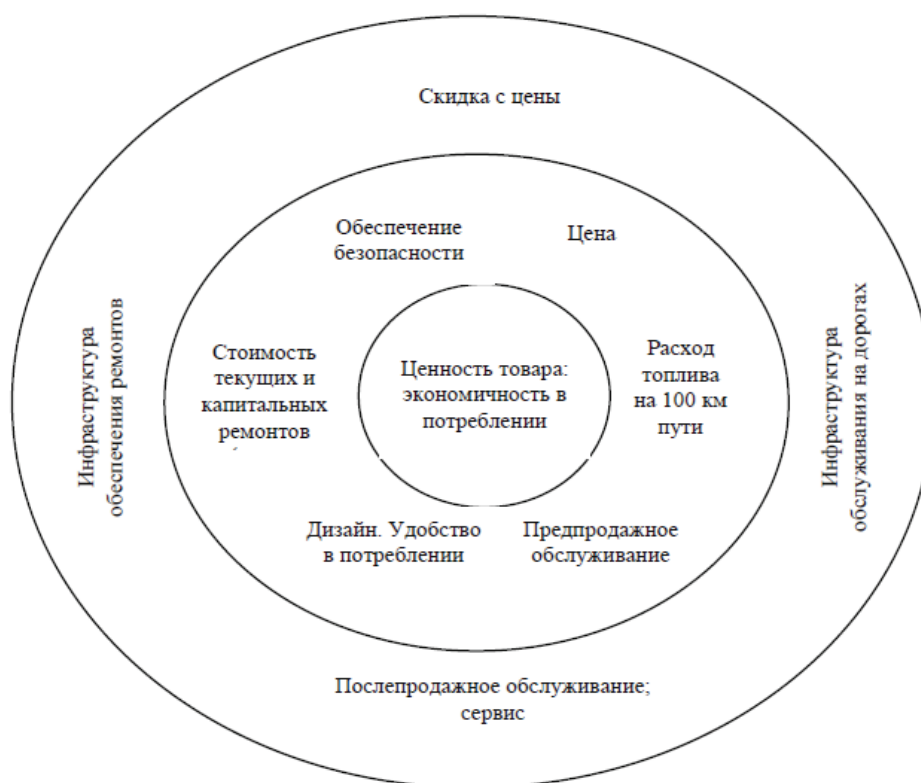 Скидка с цены
Обеспечение
безопасности
Цена
Инфраструктура
обеспечения ремонтов
Стоимость
текущих и
капитальных
ремонтов
Ценность товара:
экономичность в
потреблении
Расход
топлива
на 100 км
пути
Инфраструктура
обслуживания на дорогах
Дизайн. Удобство
в потреблении
Предпродажное
обслуживание
Послепродажное обслуживание;
сервис